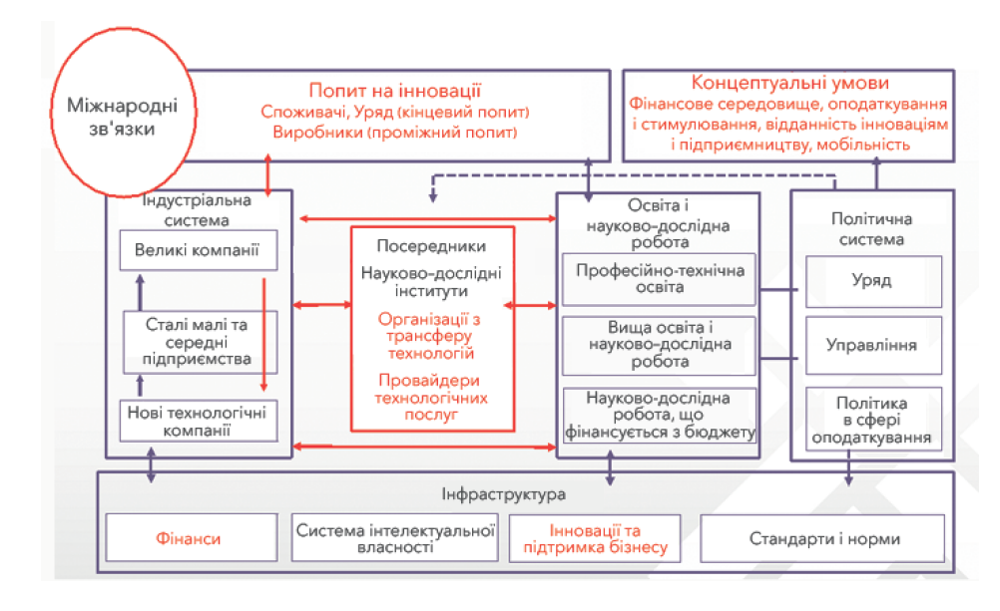 Міжнародні
зв'язки
Попит на інновації
Споживачі, Уряд (кінцевий попит)
Виробники (проміжний попит)
Концептуальні умови
Фінансове середовище, оподаткування
і стимулювання, відданність інноваціям
і підприємництву, мобільність
Індустріальна
система
Великі компанії
Сталі малі та
середні
підприємства
Нові технологічні
компанії
Посередники
Науково-дослідні
інститути
Організації з
трансферу
технологій
Провайдери
технологічних
послуг
Освіта і
науково-дослідна
робота
Професійно-технічна
освіта
Вища освіта і
науково-дослідна
робота
Науково-дослідна
робота, що
фінансується з бюджету
Політична
система
Уряд
Управління
Політика
в сфері
оподаткування
Інфраструктура
Фінанси
Система інтелектуальної
власності
Інновації та
підтримка бізнесу
Стандарти і норми